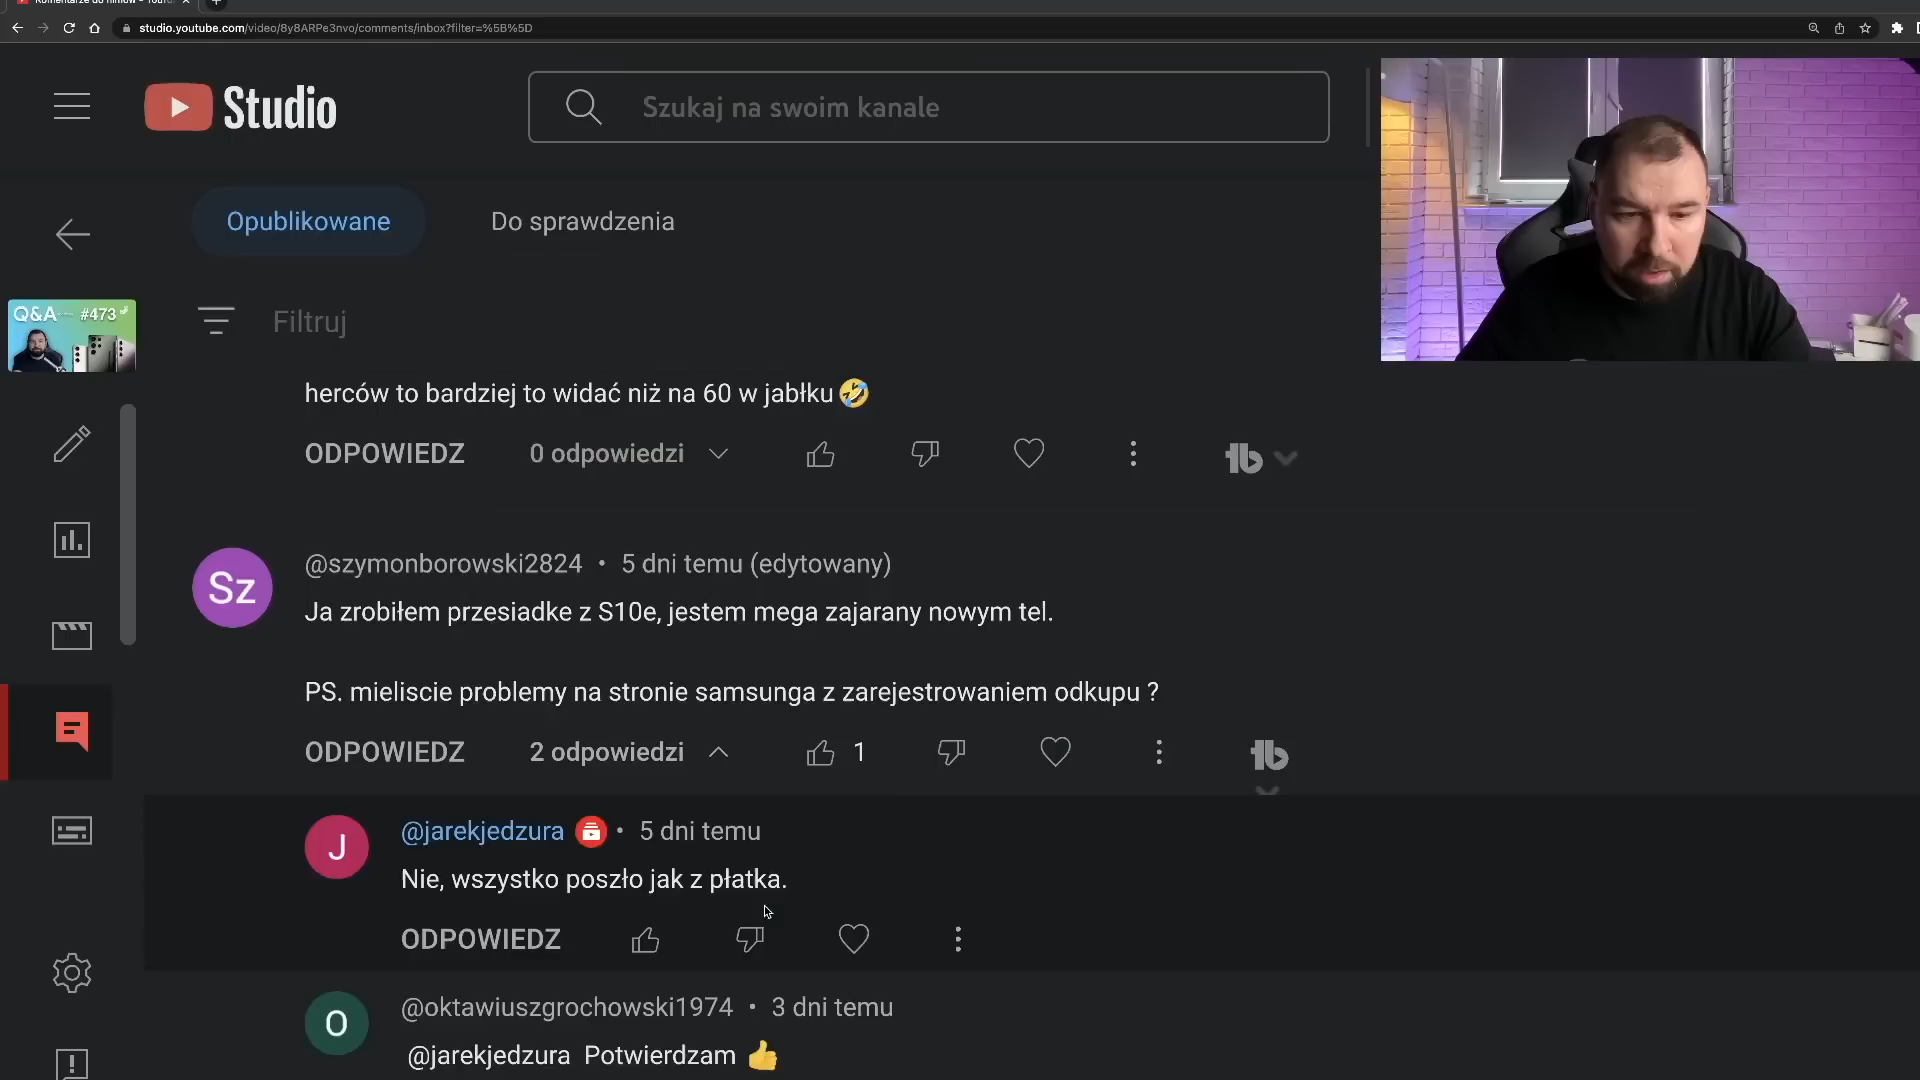 studio.youtube.com/video/8y8ARPe3nvo/comments/inbox?filter=%5B%5D
Studio
Szukaj na swoim kanale
Opublikowane
Do sprawdzenia
Q&A #473
Filtruj
herców to bardziej to widać niż na 60 w jabłku🤣
ODPOWIEDZ
0 odpowiedzi
Sz
@szymonborowski2824 • 5 dni temu (edytowany)
Ja zrobiłem przesiadke z S10e, jestem mega zajarany nowym tel.
PS. mieliscie problemy na stronie samsunga z zarejestrowaniem odkupu ?
ODPOWIEDZ
2 odpowiedzi
1
J
@jarekjedzura • 5 dni temu
Nie, wszystko poszło jak z płatka.
ODPOWIEDZ
O
@oktawiuszgrochowski1974 • 3 dni temu
@jarekjedzura Potwierdzam 👍